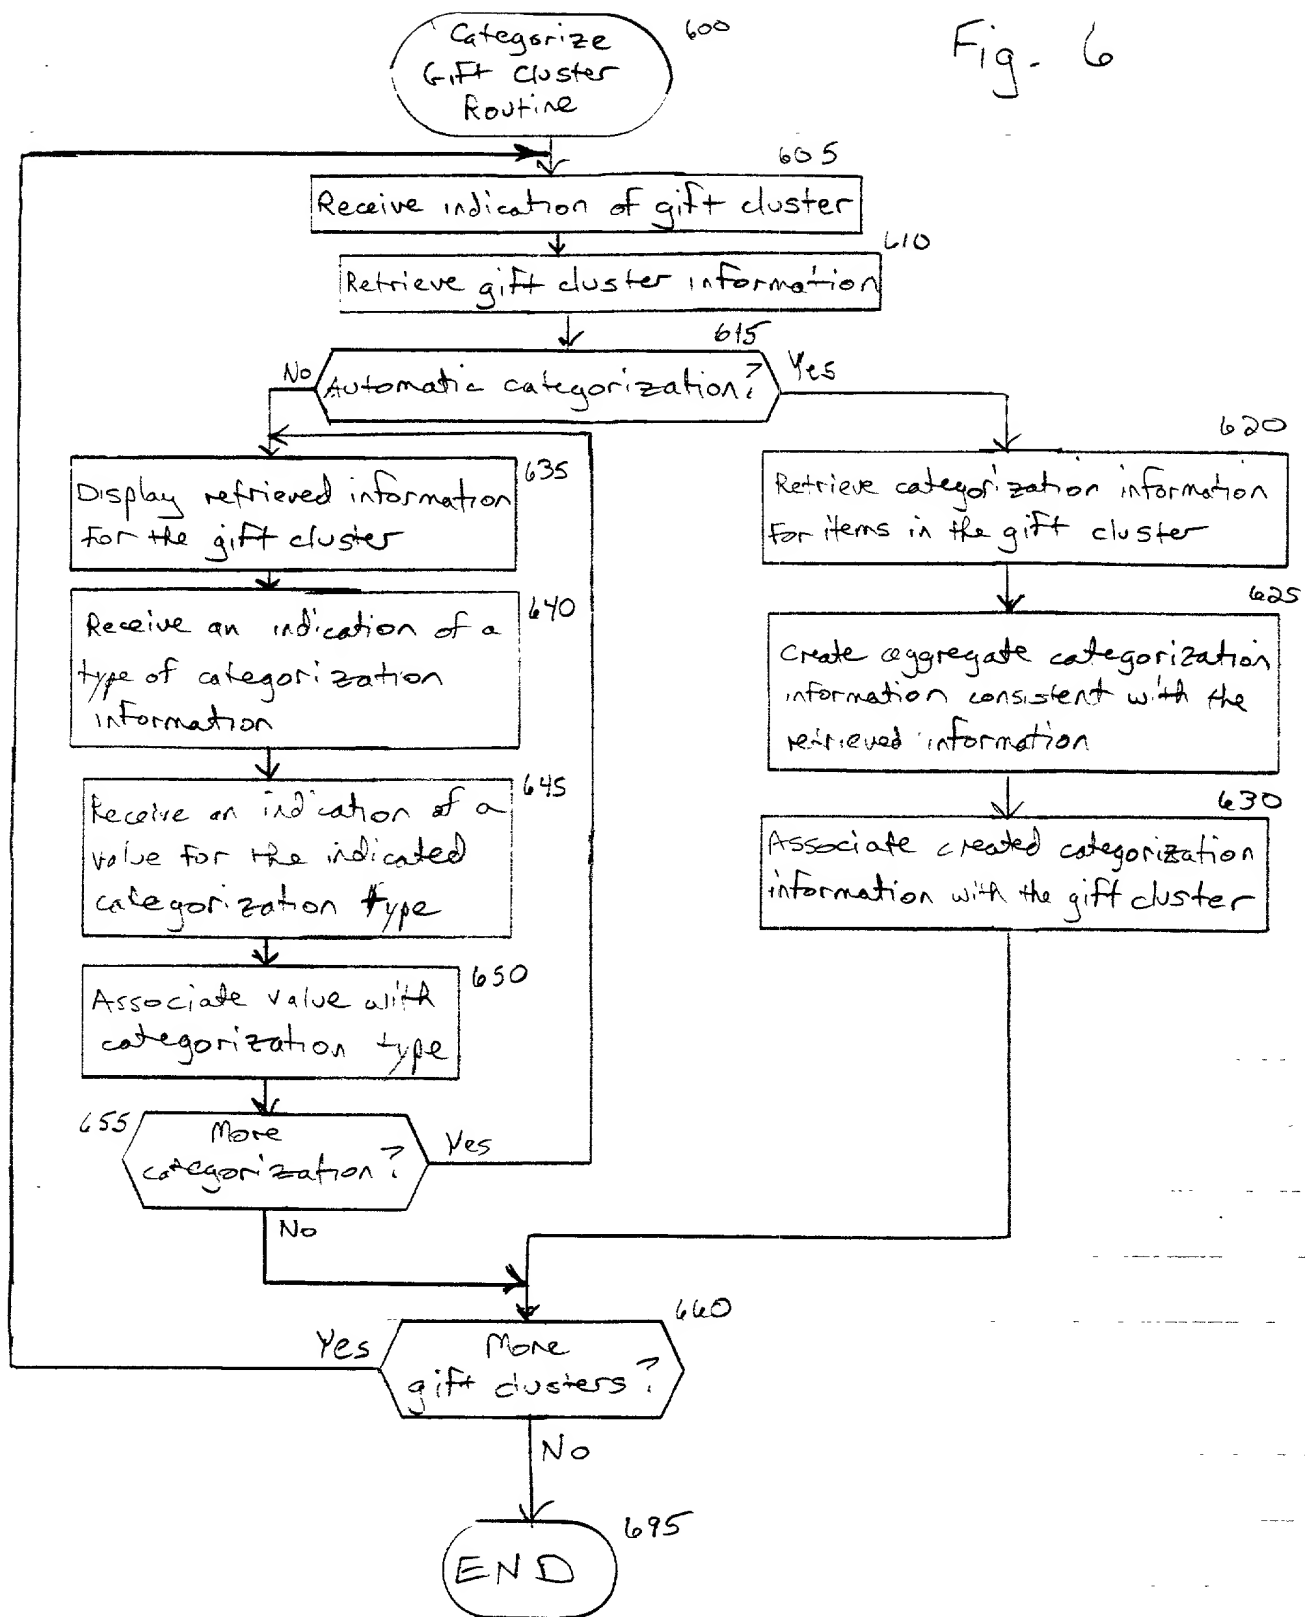 Fig. 6
Categorize
Gift Cluster
Routine
600
605
Receive indication of gift cluster
610
Retrieve gift cluster information
615
No
Automatic categorization?
Yes
620
Retrieve categorization information
for items in the gift cluster
625
Create aggregate categorization
information consistent with the
retrieved information
630
Associate created categorization
information with the gift cluster
635
Display retrieved information
for the gift cluster
640
Receive an indication of a
type of categorization
information
645
Receive an indication of a
value for the indicated
categorization type
650
Associate value with
categorization type
655
More
categorization?
Yes
No
660
Yes
More
gift clusters?
No
695
END